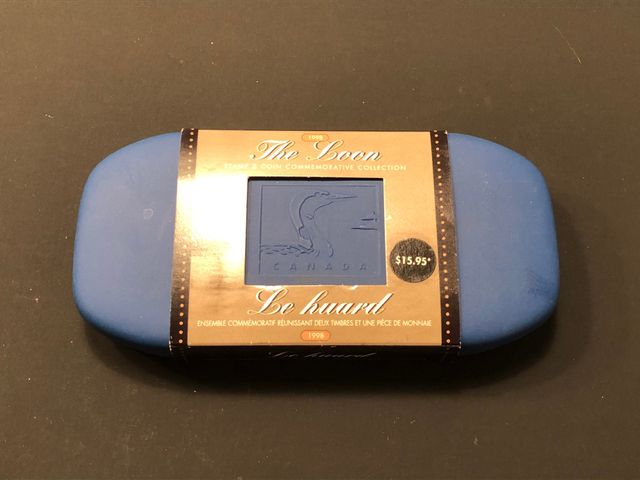 1998
The Loon
STAMP & COIN COMMEMORATIVE COLLECTION
CANADA
$15.95*
Le huard
ENSEMBLE COMMÉMORATIF RÉUNISSANT DEUX TIMBRES ET UNE PIÈCE DE MONNAIE
1998
Le huard